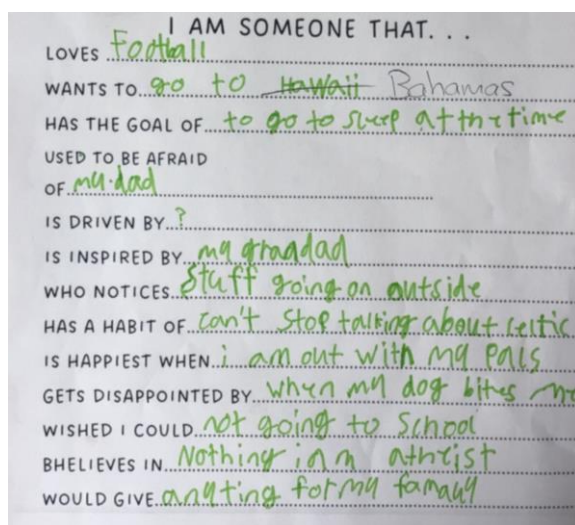 I AM SOMEONE THAT...
LOVES Football
WANTS TO go to Hawaii Bahamas
HAS THE GOAL OF to go to sleep at the time
USED TO BE AFRAID
OF my dad
IS DRIVEN BY ?
IS INSPIRED BY my grandad
WHO NOTICES Stuff going on outside
HAS A HABIT OF can't stop talking about celtic
IS HAPPIEST WHEN i am out with my pals
GETS DISAPPOINTED BY when my dog bites me
WISHED I COULD not going to school
BHELIEVES IN Nothing im atheist
WOULD GIVE anyting for my famauy